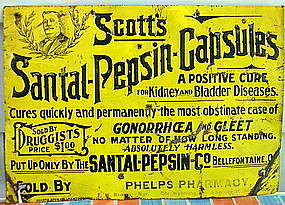 Scott's
Santal-Pepsin-Capsules
A POSITIVE CURE
FOR Kidney AND Bladder Diseases.
Cures quickly and permanently the most obstinate case of
SOLD BY
DRUGGISTS
PRICE $1.00
GONORRHŒA AND GLEET
NO MATTER OF HOW LONG STANDING.
ABSOLUTELY HARMLESS.
PUT UP ONLY BY THE SANTAL-PEPSIN-CO BELLEFONTAINE, O.
SOLD BY
PHELPS PHARMACY